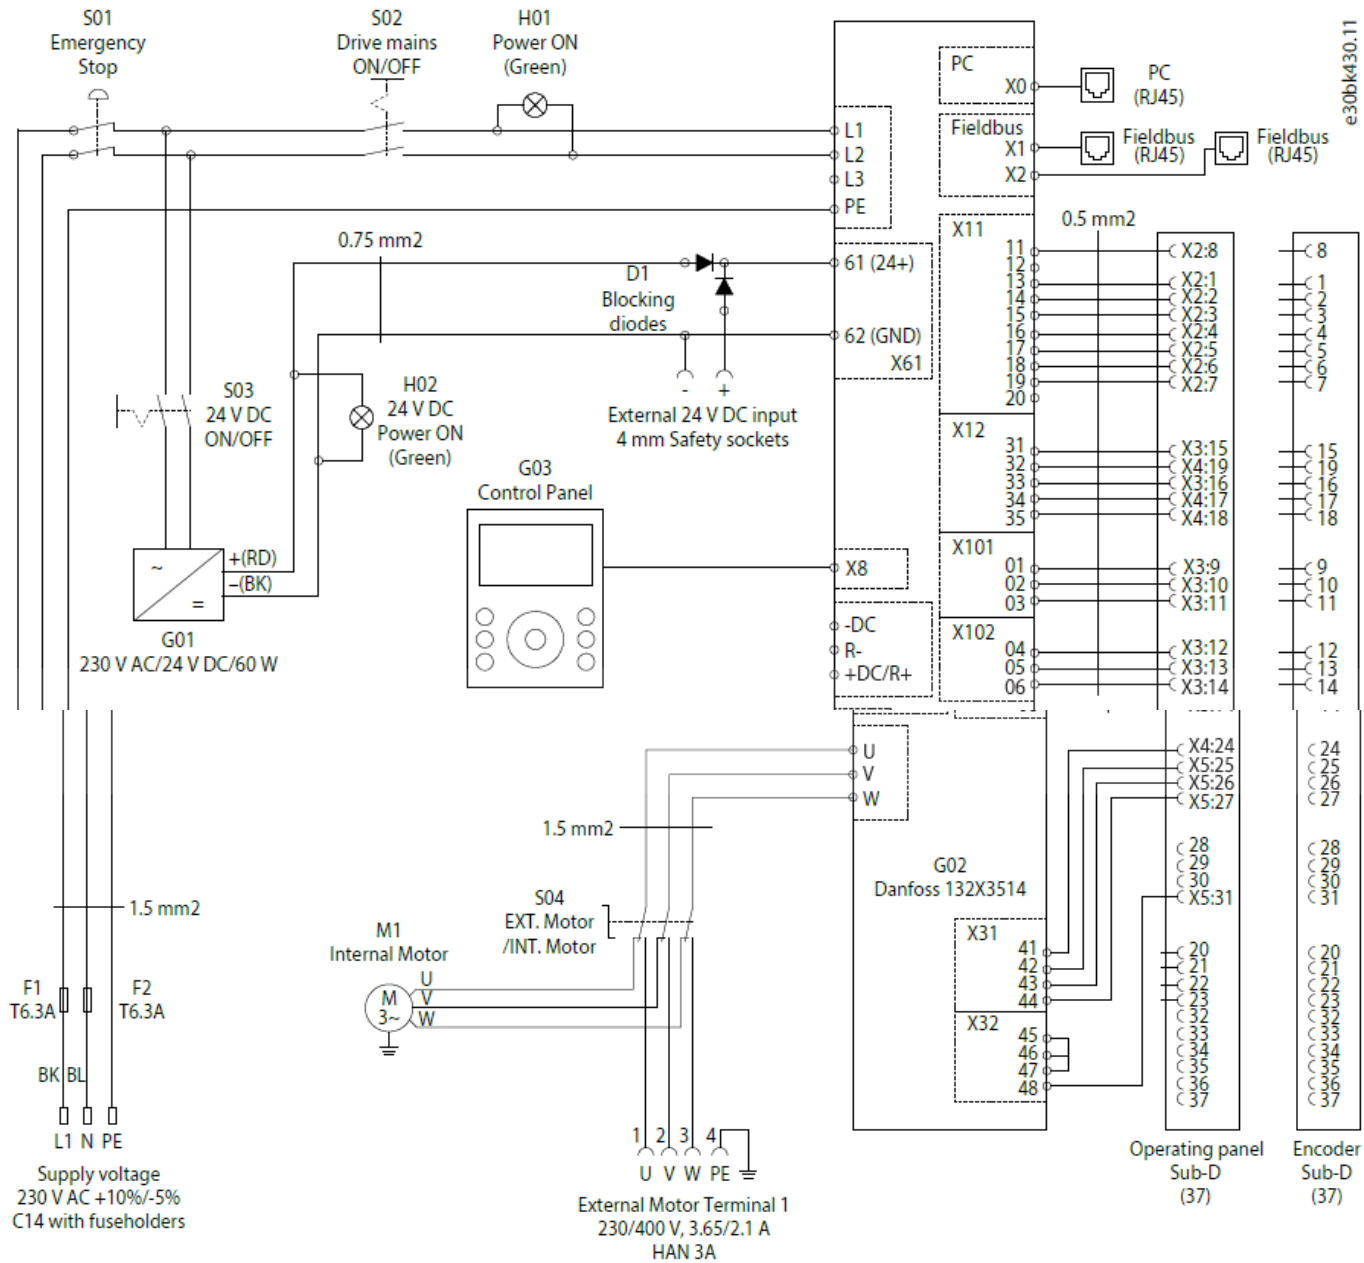 S01
Emergency
Stop
S02
Drive mains
ON/OFF
H01
Power ON
(Green)
e30bk430.11
PC
X0
PC
(RJ45)
Fieldbus
X1
X2
Fieldbus
(RJ45)
Fieldbus
(RJ45)
L1
L2
L3
PE
0.75 mm2
D1
Blocking
diodes
61 (24+)
62 (GND)
X61
- +
External 24 V DC input
4 mm Safety sockets
S03
24 V DC
ON/OFF
H02
24 V DC
Power ON
(Green)
G03
Control Panel
X8
~
=
+(RD)
–(BK)
G01
230 V AC/24 V DC/60 W
-DC
R-
+DC/R+
0.5 mm2
X11
11
12
13
14
15
16
17
18
19
20
X12
31
32
33
34
35
X101
01
02
03
X102
04
05
06
X2:8
X2:1
X2:2
X2:3
X2:4
X2:5
X2:6
X2:7
X3:15
X4:19
X3:16
X4:17
X4:18
X3:9
X3:10
X3:11
X3:12
X3:13
X3:14
8
1
2
3
4
5
6
7
15
19
16
17
18
9
10
11
12
13
14
U
V
W
1.5 mm2
G02
Danfoss 132X3514
S04
EXT. Motor
/INT. Motor
M1
Internal Motor
M
3~
U
V
W
1.5 mm2
F1
T6.3A
F2
T6.3A
BK BL
L1 N PE
Supply voltage
230 V AC +10%/-5%
C14 with fuseholders
1 2 3 4
U V W PE
External Motor Terminal 1
230/400 V, 3.65/2.1 A
HAN 3A
X31
41
42
43
44
X32
45
46
47
48
X4:24
X5:25
X5:26
X5:27
28
29
30
X5:31
20
21
22
23
32
33
34
35
36
37
Operating panel
Sub-D
(37)
24
25
26
27
28
29
30
31
20
21
22
23
32
33
34
35
36
37
Encoder
Sub-D
(37)